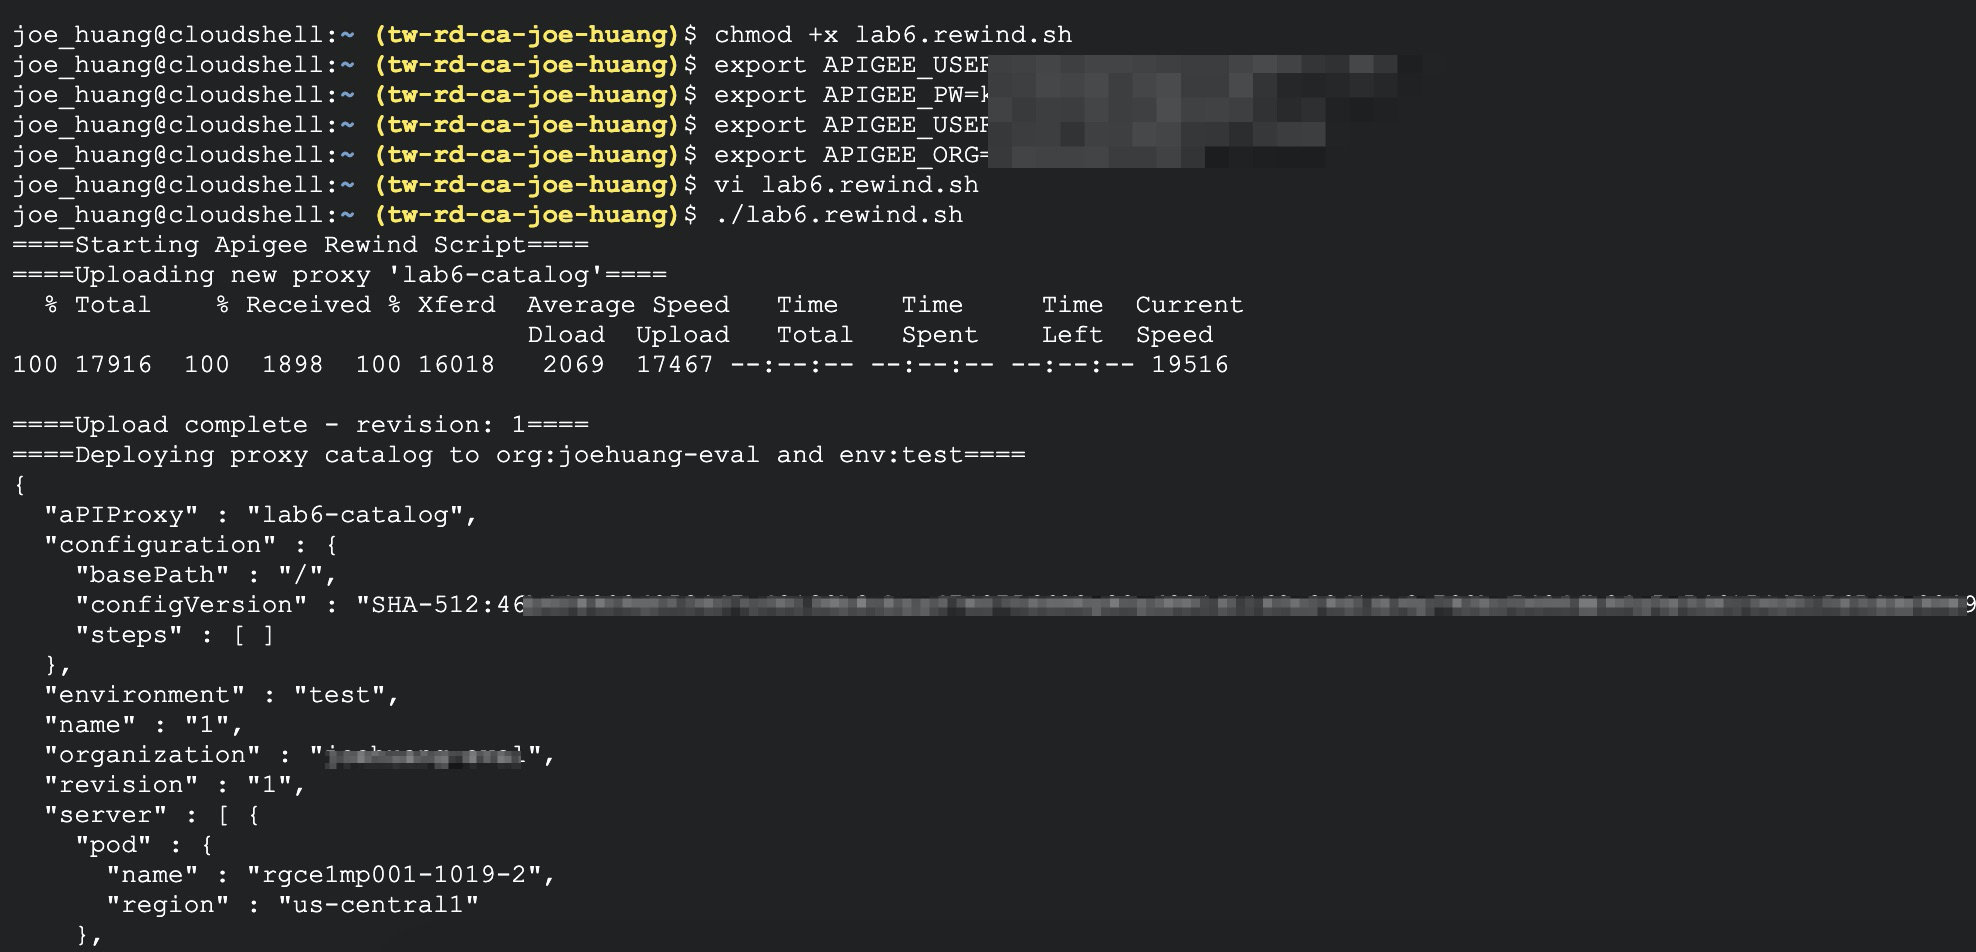 joe_huang@cloudshell:~ (tw-rd-ca-joe-huang)$ chmod +x lab6.rewind.sh
joe_huang@cloudshell:~ (tw-rd-ca-joe-huang)$ export APIGEE_USER
joe_huang@cloudshell:~ (tw-rd-ca-joe-huang)$ export APIGEE_PW=
joe_huang@cloudshell:~ (tw-rd-ca-joe-huang)$ export APIGEE_USER
joe_huang@cloudshell:~ (tw-rd-ca-joe-huang)$ export APIGEE_ORG=
joe_huang@cloudshell:~ (tw-rd-ca-joe-huang)$ vi lab6.rewind.sh
joe_huang@cloudshell:~ (tw-rd-ca-joe-huang)$ ./lab6.rewind.sh
====Starting Apigee Rewind Script====
====Uploading new proxy 'lab6-catalog'====
  % Total    % Received % Xferd  Average Speed   Time    Time     Time  Current
                                 Dload  Upload   Total   Spent    Left  Speed
100 17916  100  1898  100 16018   2069  17467 --:--:-- --:--:-- --:--:-- 19516
====Upload complete - revision: 1====
====Deploying proxy catalog to org:joehuang-eval and env:test====
{
  "aPIProxy" : "lab6-catalog",
  "configuration" : {
    "basePath" : "/",
    "configVersion" : "SHA-512:46
    "steps" : [ ]
  },
  "environment" : "test",
  "name" : "1",
  "organization" : "",
  "revision" : "1",
  "server" : [ {
    "pod" : {
      "name" : "rgce1mp001-1019-2",
      "region" : "us-central1"
    },